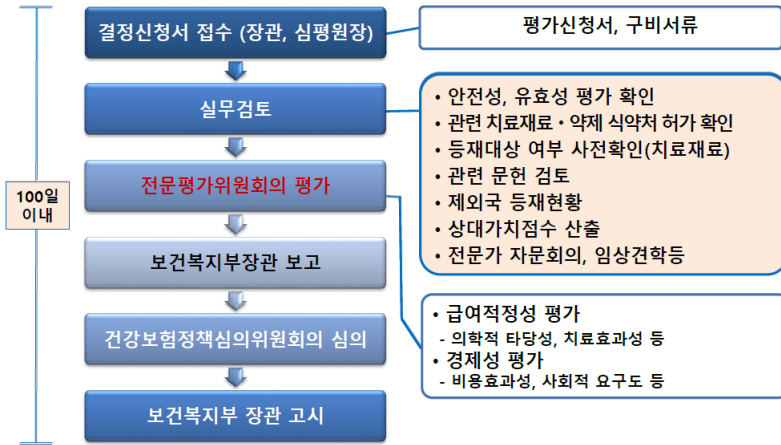 결정신청서 접수 (장관, 심평원장)
평가신청서, 구비서류
실무검토
• 안전성, 유효성 평가 확인
• 관련 치료재료・약제 식약처 허가 확인
• 등재대상 여부 사전확인(치료재료)
• 관련 문헌 검토
• 제외국 등재현황
• 상대가치점수 산출
• 전문가 자문회의, 임상견학등
전문평가위원회의 평가
• 급여적정성 평가
- 의학적 타당성, 치료효과성 등
• 경제성 평가
- 비용효과성, 사회적 요구도 등
100일
이내
보건복지부장관 보고
건강보험정책심의위원회의 심의
보건복지부 장관 고시